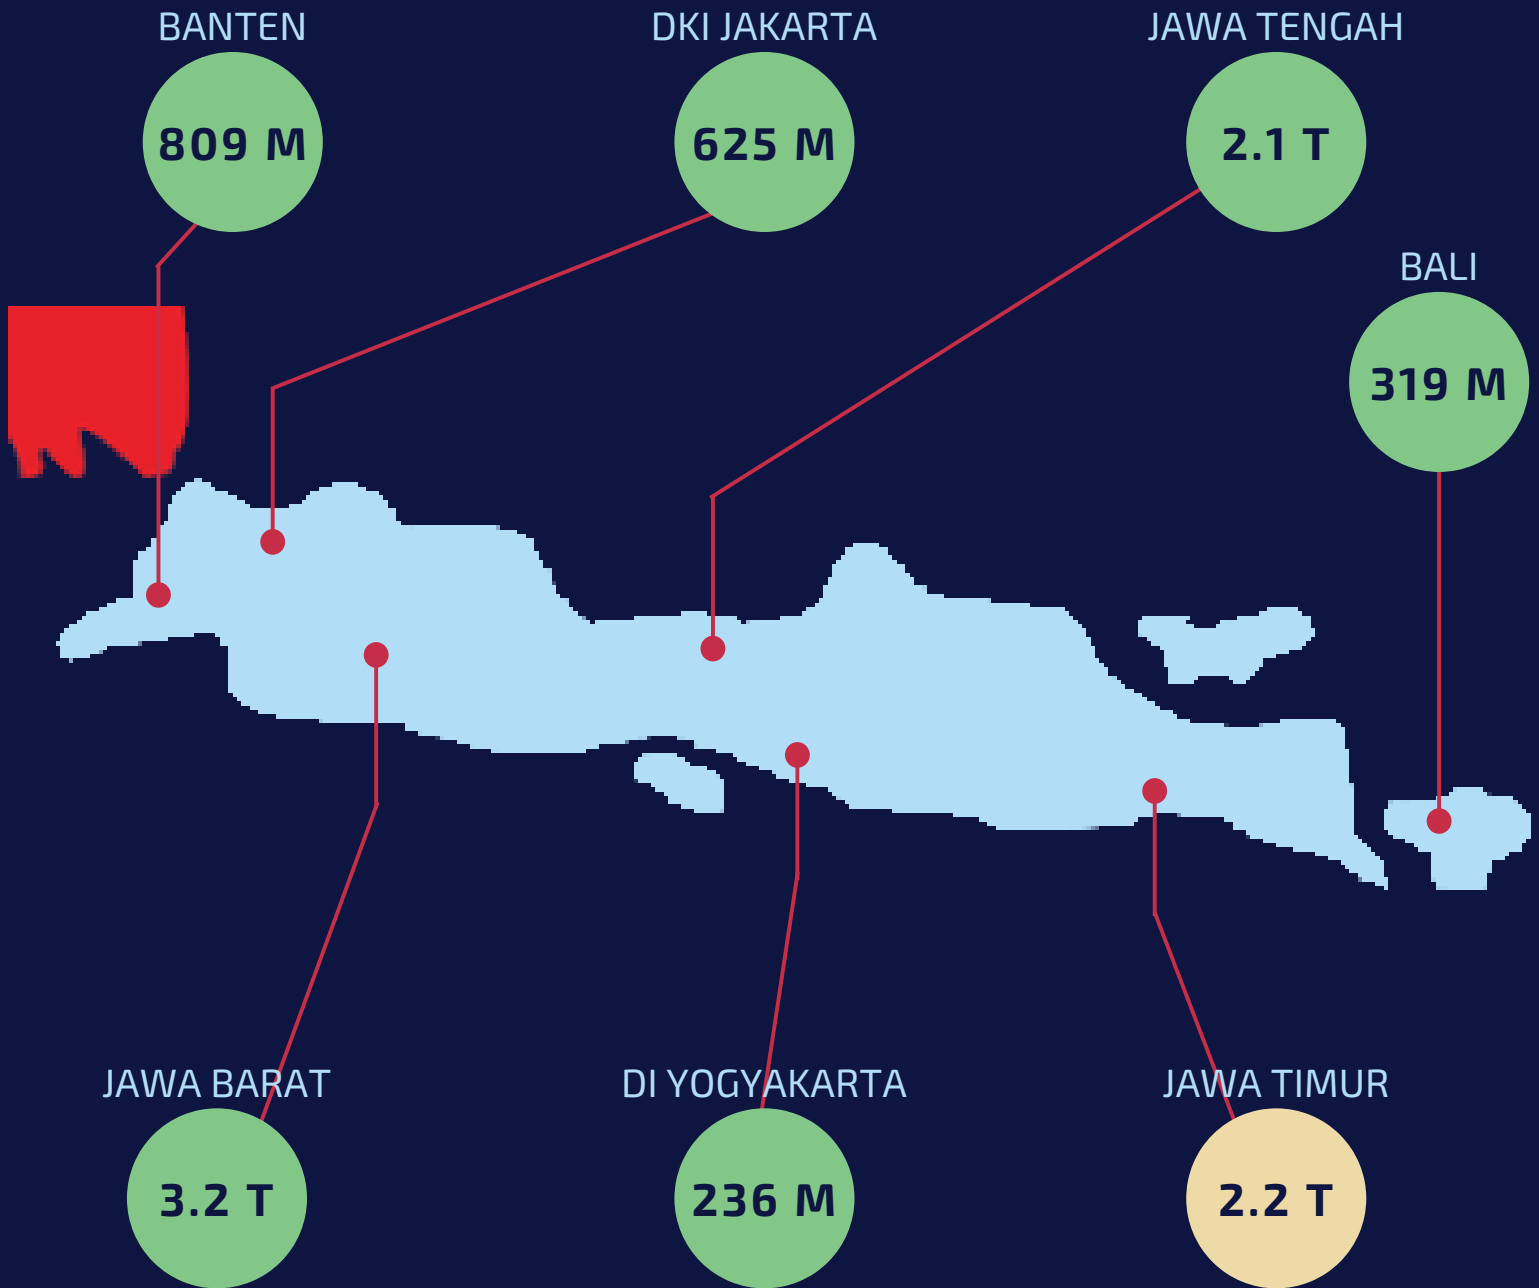 BANTEN
809 M
DKI JAKARTA
625 M
JAWA TENGAH
2.1 T
BALI
319 M
JAWA BARAT
3.2 T
DI YOGYAKARTA
236 M
JAWA TIMUR
2.2 T